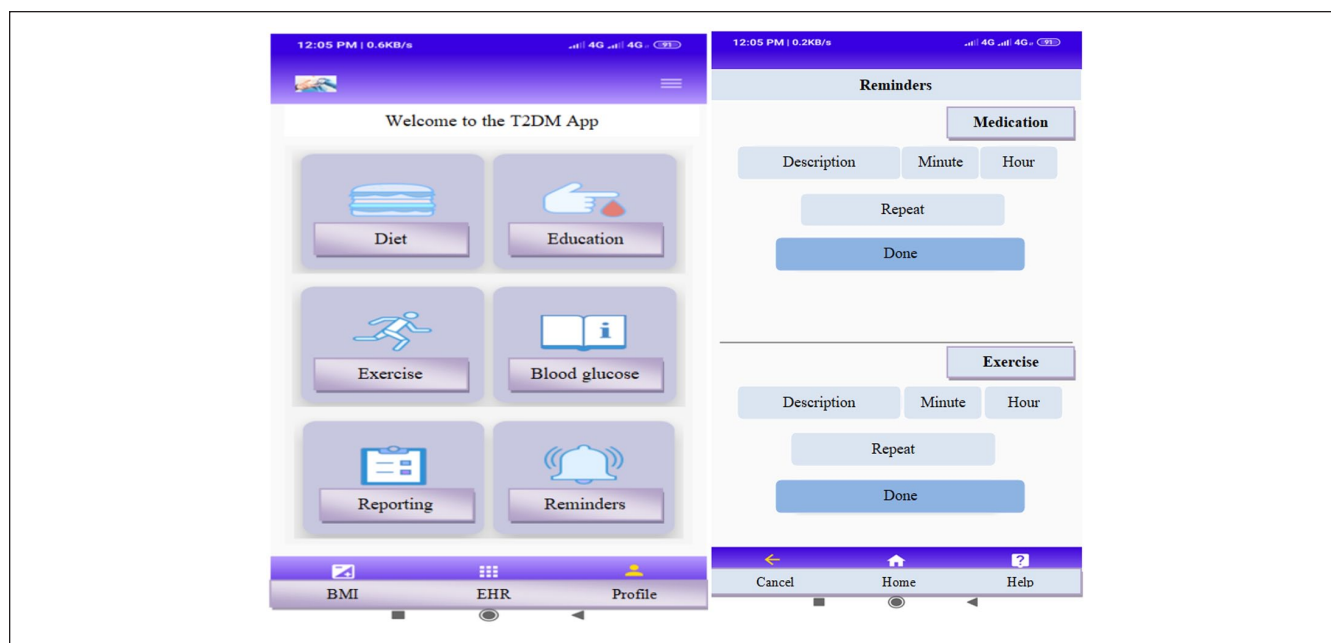 12:05 PM | 0.6KB/s 4G 4G 91
Welcome to the T2DM App
Diet Education
Exercise Blood glucose
i
Reporting Reminders
BMI EHR Profile
12:05 PM | 0.2KB/s 4G 4G 91
Reminders
Medication
Description Minute Hour
Repeat
Done
Exercise
Description Minute Hour
Repeat
Done
?
Cancel Home Help